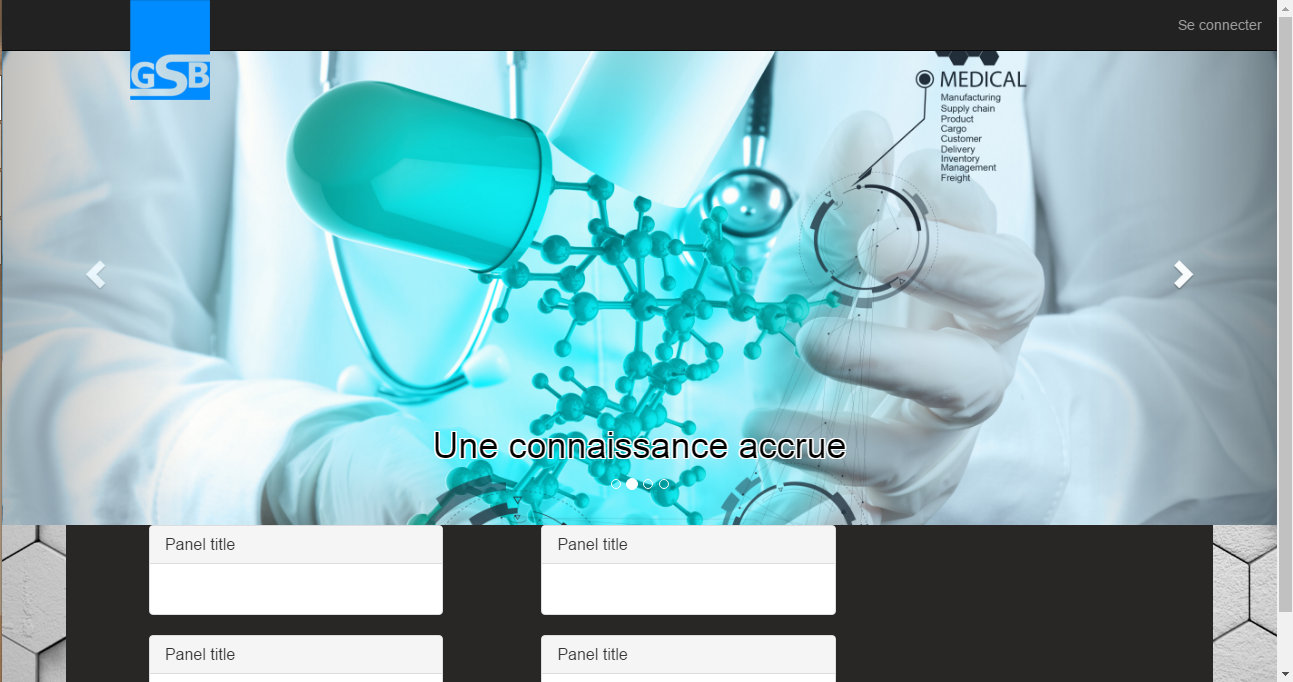 Se connecter
GSB
MEDICAL
Manufacturing
Supply chain
Product
Cargo
Customer
Delivery
Inventory
Management
Freight
Une connaissance accrue
Panel title
Panel title
Panel title
Panel title